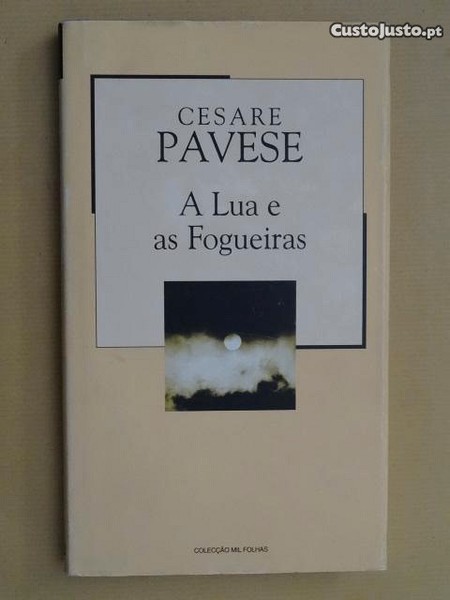 CustoJusto.pt
CESARE
PAVESE
A Lua e
as Fogueiras
COLECÇÃO MIL FOLHAS